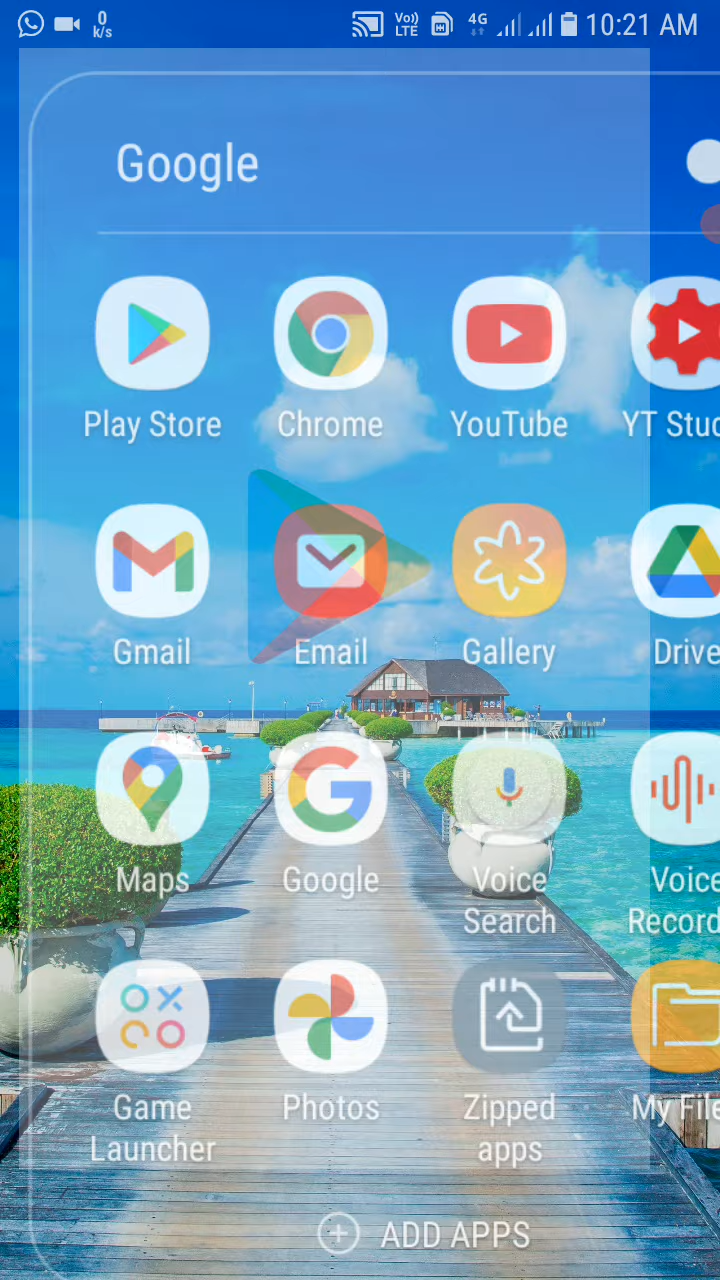 0
k/s
Vo))
LTE
4G
10:21 AM
Google
Play Store
Chrome
YouTube
YT Stud
Gmail
Email
Gallery
Drive
Maps
Google
Voice
Search
Voice
Record
Game
Launcher
Photos
Zipped
apps
My File
ADD APPS